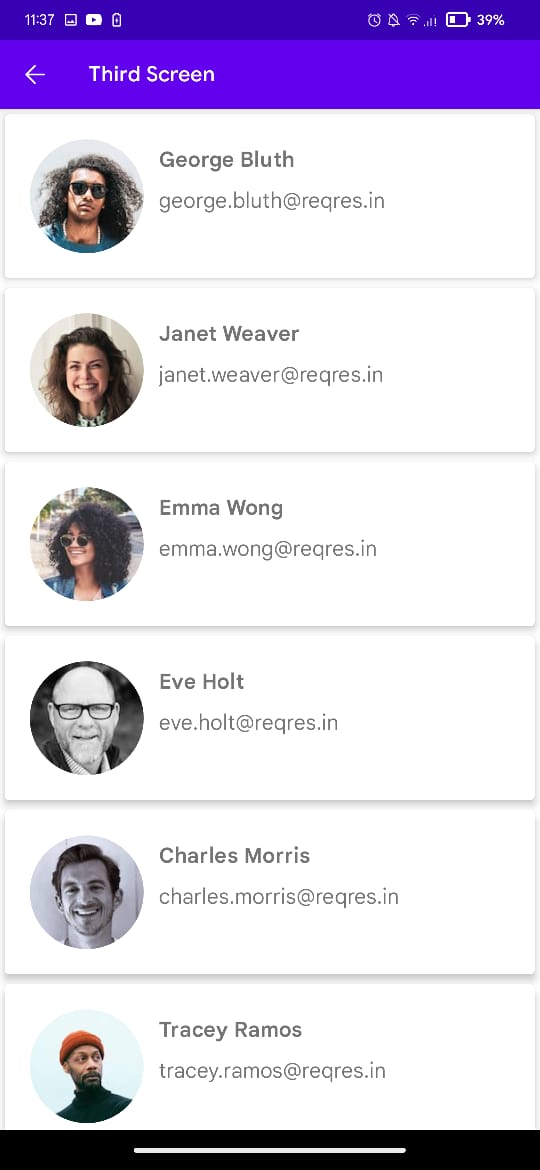 11:37 39%
Third Screen
George Bluth
george.bluth@reqres.in
Janet Weaver
janet.weaver@reqres.in
Emma Wong
emma.wong@reqres.in
Eve Holt
eve.holt@reqres.in
Charles Morris
charles.morris@reqres.in
Tracey Ramos
tracey.ramos@reqres.in